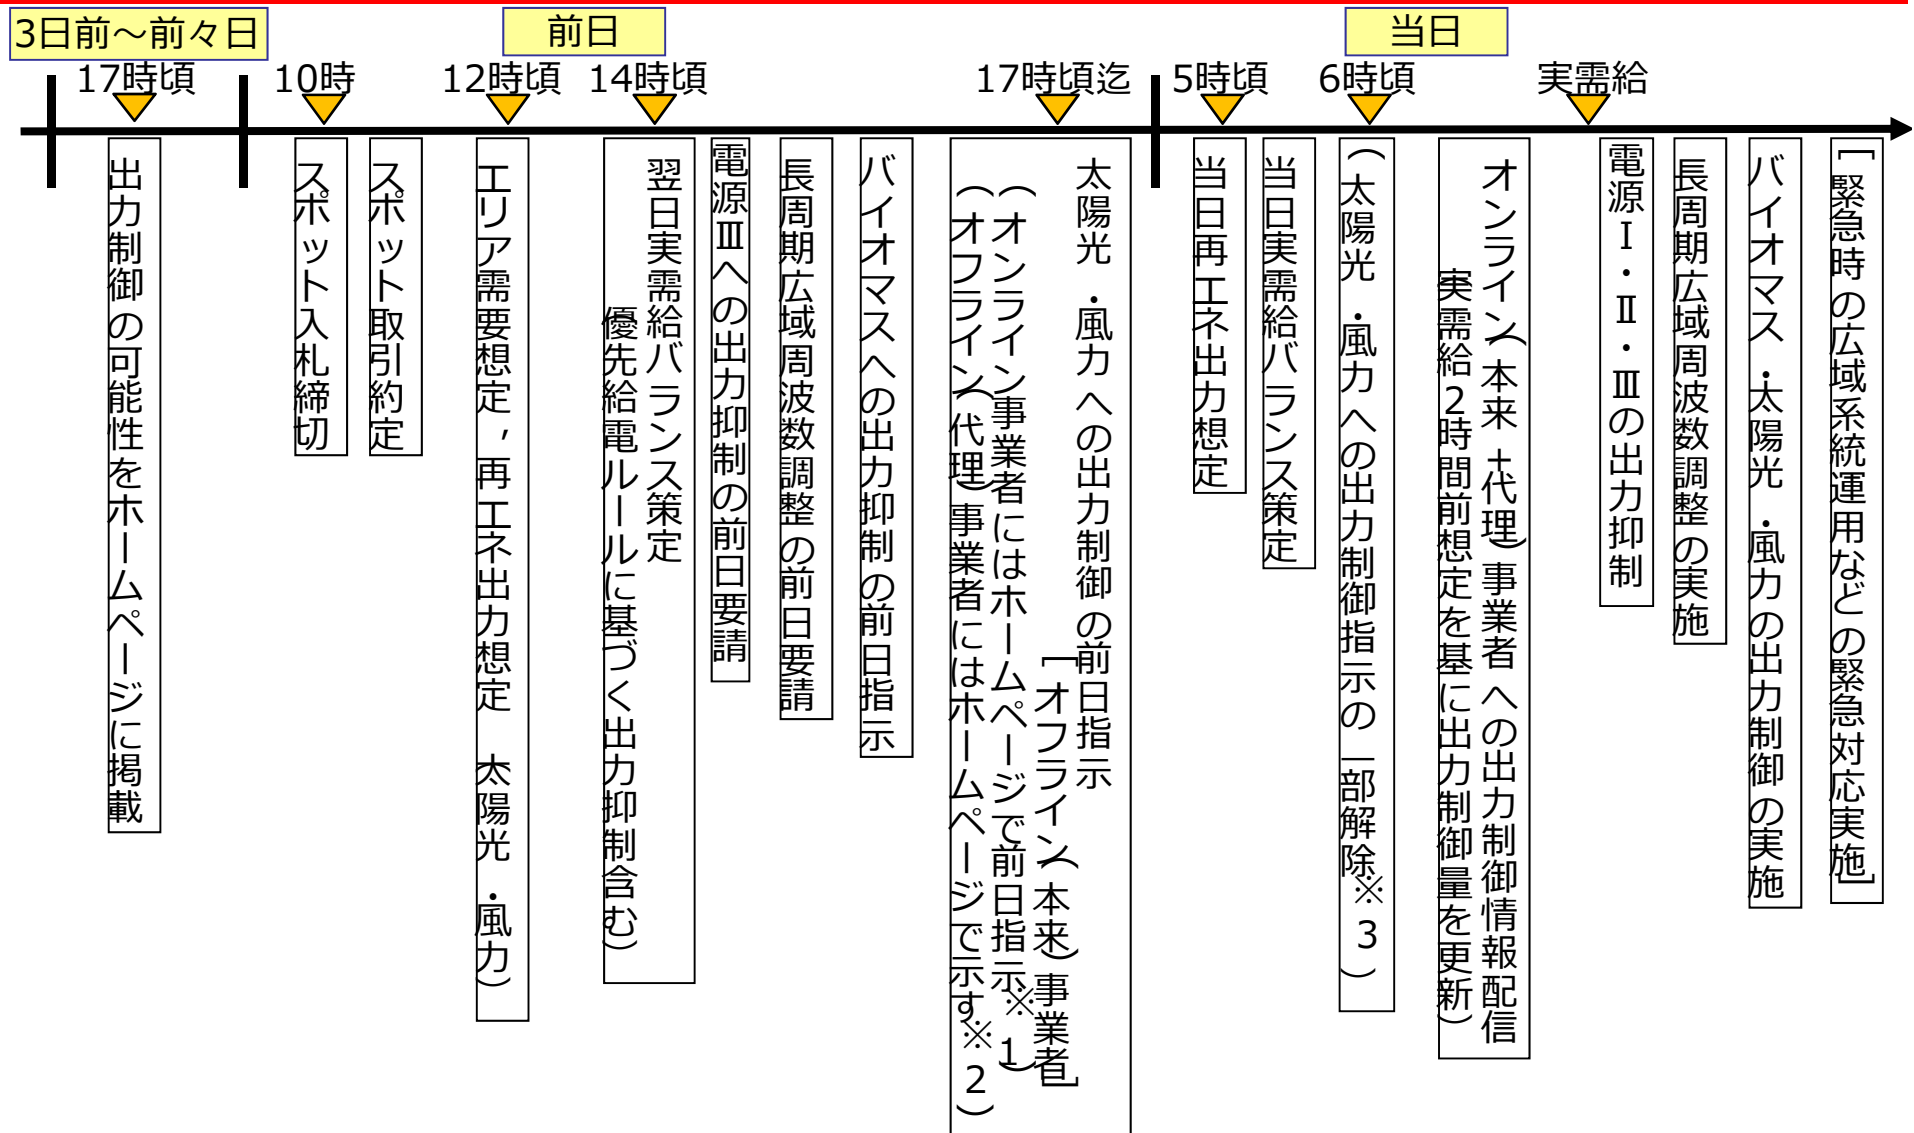 3日前～前々日
前日
当日
17時頃
10時
12時頃
14時頃
17時頃迄
5時頃
6時頃
実需給
出力制御の可能性をホームページに掲載
スポット入札締切
スポット取引約定
エリア需要想定，再エネ出力想定（太陽光・風力）
翌日実需給バランス策定
（優先給電ルールに基づく出力抑制含む）
電源Ⅲへの出力抑制の前日要請
長周期広域周波数調整の前日要請
バイオマスへの出力抑制の前日指示
太陽光・風力への出力制御の前日指示
［オフライン（本来）事業者］
（オンライン事業者にはホームページで前日指示※1）
（オフライン（代理）事業者にはホームページで示す※2）
当日再エネ出力想定
当日実需給バランス策定
（太陽光・風力への出力制御指示の一部解除※3）
オンライン（本来＋代理）事業者への出力制御情報配信
（実需給2時間前想定を基に出力制御量を更新）
電源Ⅰ・Ⅱ・Ⅲの出力抑制
長周期広域周波数調整の実施
バイオマス・太陽光・風力の出力制御の実施
［緊急時の広域系統運用などの緊急対応実施］